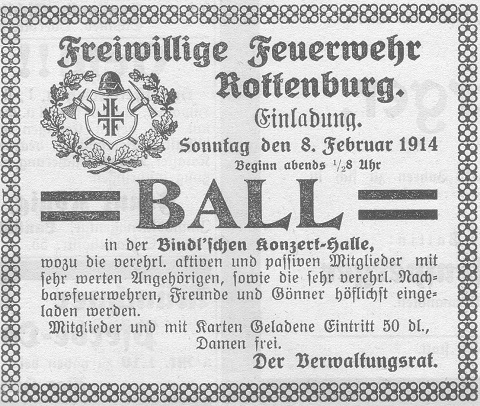 Freiwillige Feuerwehr
Rottenburg.
Einladung.
Sonntag den 8. Februar 1914
Beginn abends ½8 Uhr
BALL
in der Bindl'schen Konzert-Halle,
wozu die verehrl. aktiven und passiven Mitglieder mit
sehr werten Angehörigen, sowie die sehr verehrl. Nach-
barsfeuerwehren, Freunde und Gönner höflichst einge-
laden werden.
Mitglieder und mit Karten Geladene Eintritt 50 dl.,
Damen frei.
Der Verwaltungsrat.